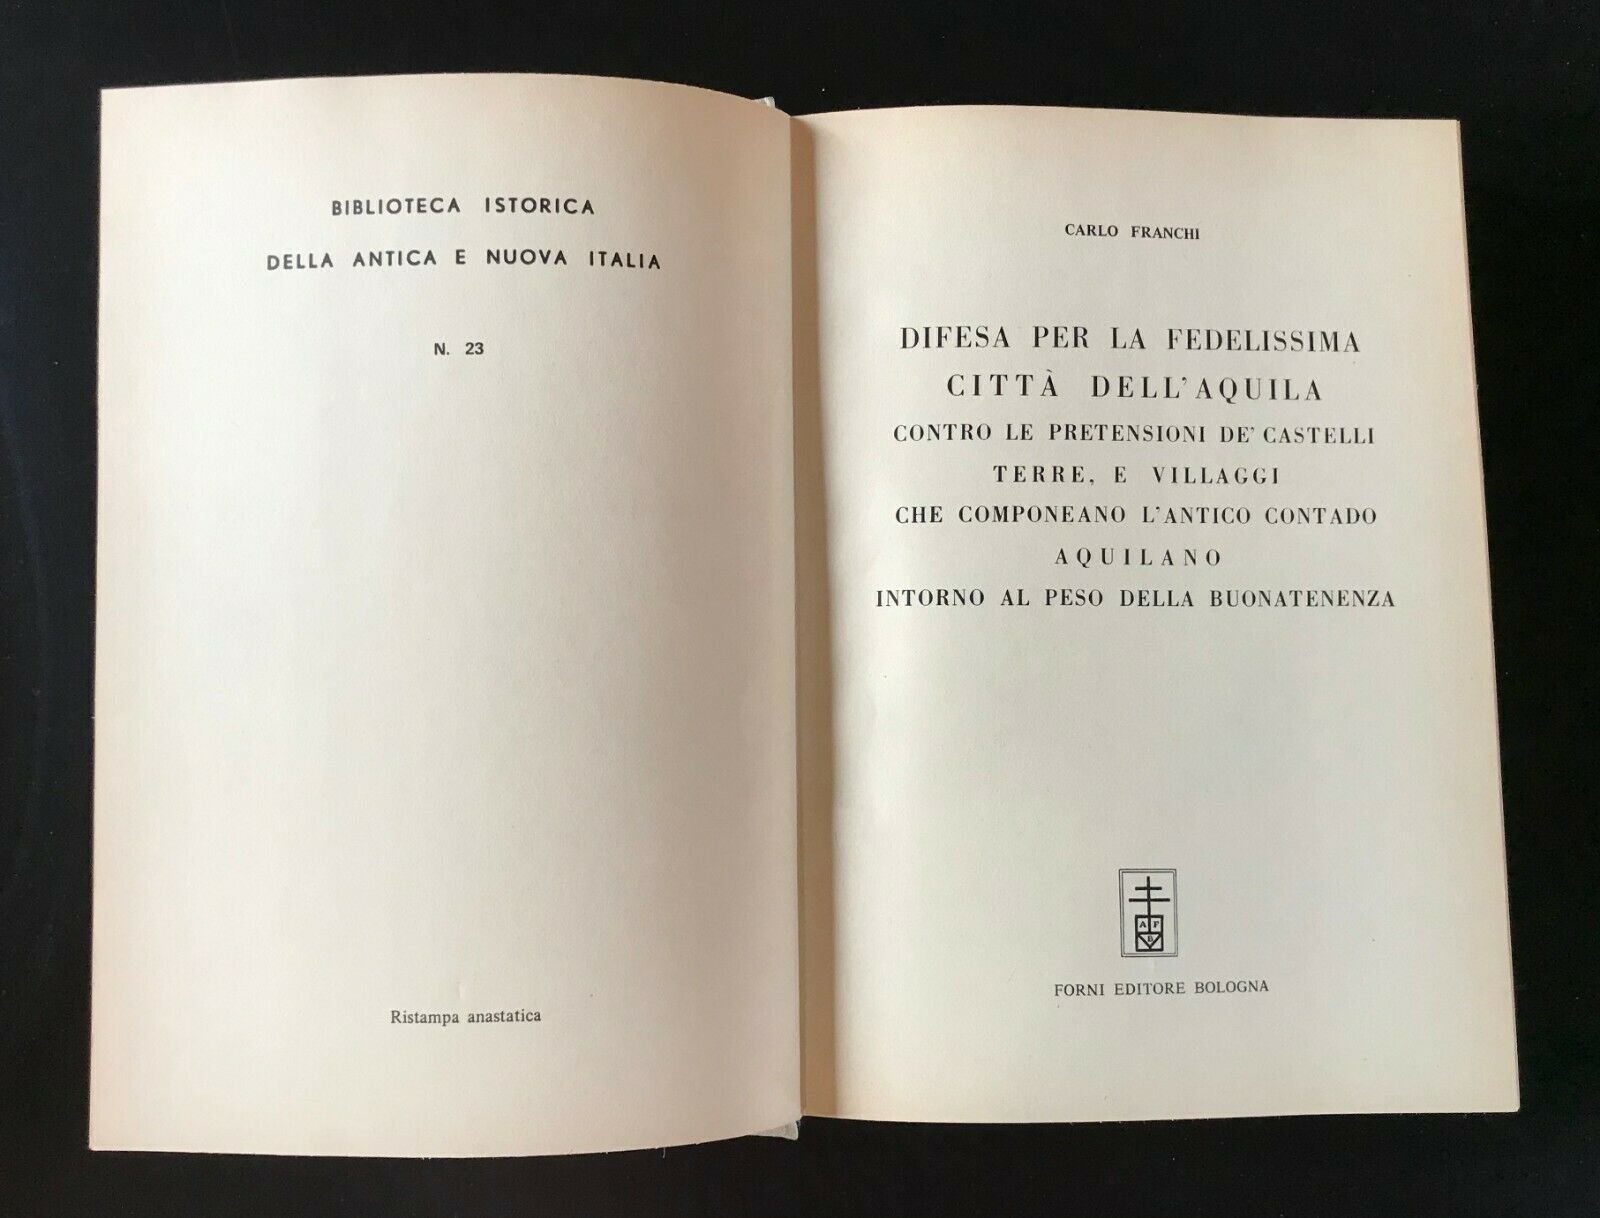 BIBLIOTECA ISTORICA
DELLA ANTICA E NUOVA ITALIA
N. 23
Ristampa anastatica
CARLO FRANCHI
DIFESA PER LA FEDELISSIMA
CITTÀ DELL'AQUILA
CONTRO LE PRETENSIONI DE' CASTELLI
TERRE, E VILLAGGI
CHE COMPONEANO L'ANTICO CONTADO
AQUILANO
INTORNO AL PESO DELLA BUONATENENZA
A F
B
FORNI EDITORE BOLOGNA